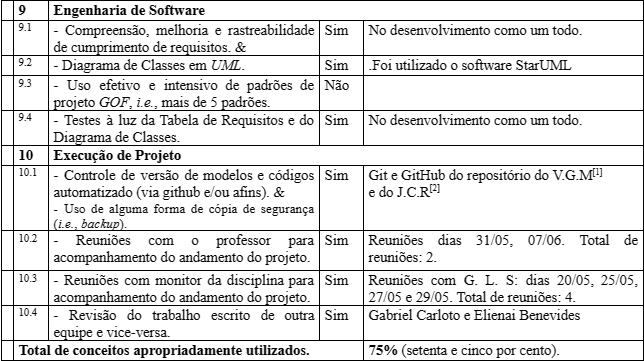 9 Engenharia de Software
9.1 - Compreensão, melhoria e rastreabilidade Sim No desenvolvimento como um todo.
de cumprimento de requisitos. &
9.2 - Diagrama de Classes em UML. Sim .Foi utilizado o software StarUML
9.3 - Uso efetivo e intensivo de padrões de Não
projeto GOF, i.e., mais de 5 padrões.
9.4 - Testes à luz da Tabela de Requisitos e do Sim No desenvolvimento como um todo.
Diagrama de Classes.
10 Execução de Projeto
10.1 - Controle de versão de modelos e códigos Sim Git e GitHub do repositório do V.G.M[1]
automatizado (via github e/ou afins). & e do J.C.R[2]
- Uso de alguma forma de cópia de segurança
(i.e., backup).
10.2 - Reuniões com o professor para Sim Reuniões dias 31/05, 07/06. Total de
acompanhamento do andamento do projeto. reuniões: 2.
10.3 - Reuniões com monitor da disciplina para Sim Reuniões com G. L. S: dias 20/05, 25/05,
acompanhamento do andamento do projeto. 27/05 e 29/05. Total de reuniões: 4.
10.4 - Revisão do trabalho escrito de outra Sim Gabriel Carloto e Elienai Benevides
equipe e vice-versa.
Total de conceitos apropriadamente utilizados. 75% (setenta e cinco por cento).